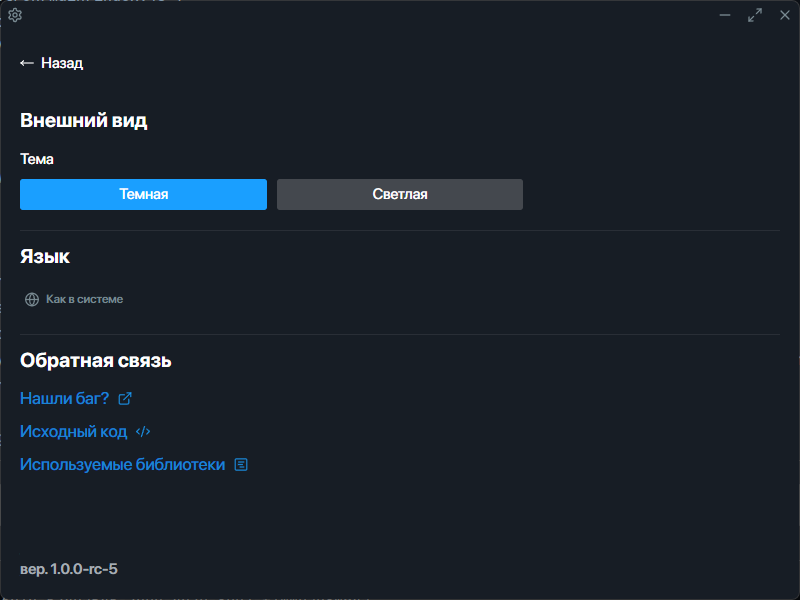 Назад
Внешний вид
Тема
Темная Светлая
Язык
Как в системе
Обратная связь
Нашли баг?
Исходный код
Используемые библиотеки
вер. 1.0.0-rc-5